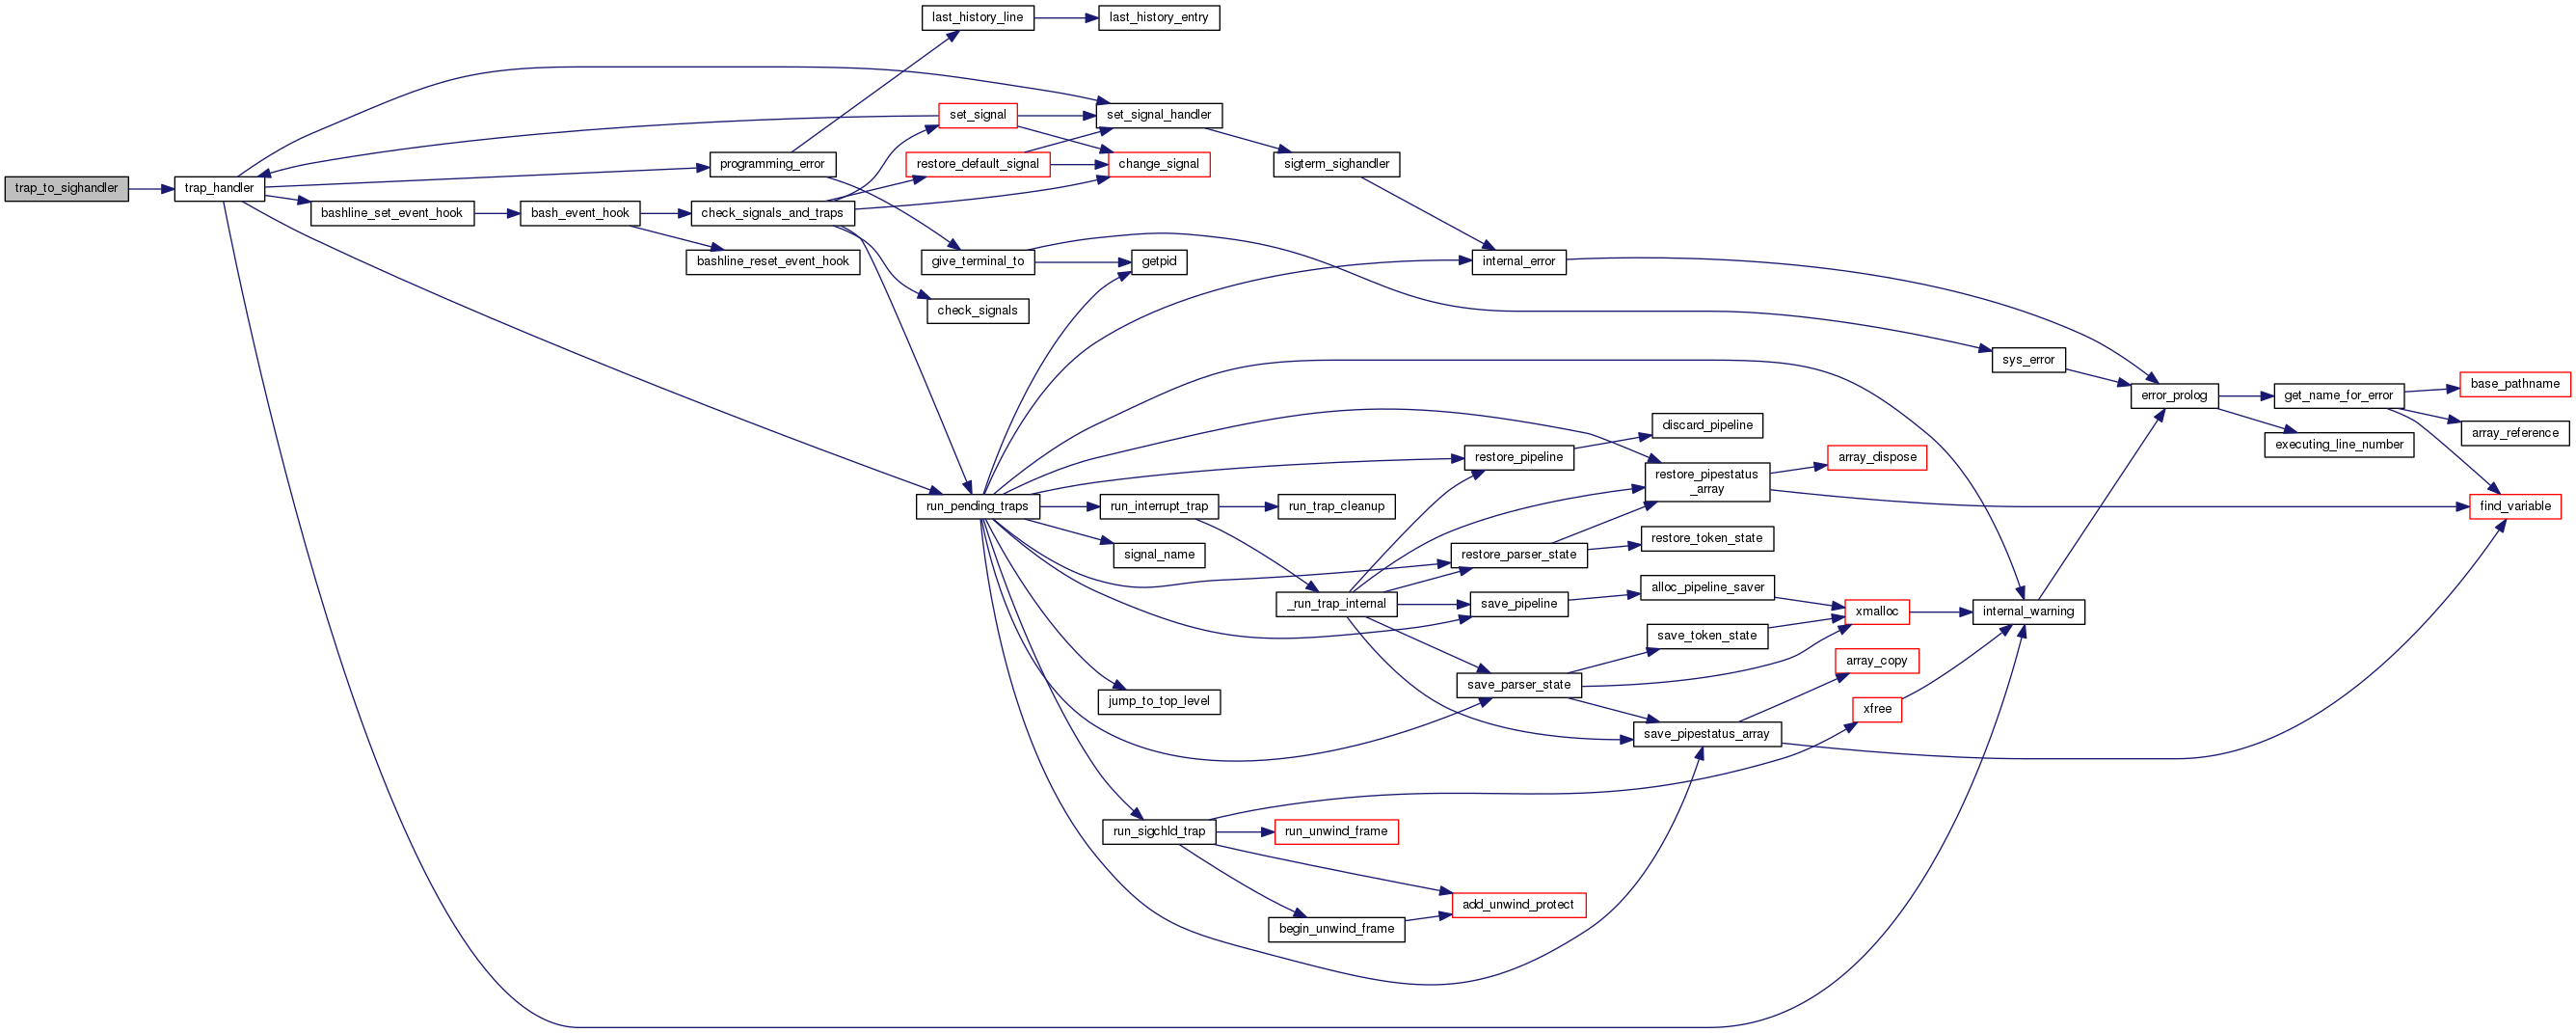 last_history_line
last_history_entry
set_signal
set_signal_handler
programming_error
restore_default_signal
change_signal
sigterm_sighandler
trap_to_sighandler
trap_handler
bashline_set_event_hook
bash_event_hook
check_signals_and_traps
bashline_reset_event_hook
give_terminal_to
getpid
internal_error
check_signals
sys_error
base_pathname
error_prolog
get_name_for_error
discard_pipeline
array_reference
executing_line_number
restore_pipeline
array_dispose
restore_pipestatus
_array
run_pending_traps
run_interrupt_trap
run_trap_cleanup
find_variable
restore_token_state
signal_name
restore_parser_state
alloc_pipeline_saver
_run_trap_internal
save_pipeline
xmalloc
internal_warning
save_token_state
array_copy
save_parser_state
jump_to_top_level
xfree
save_pipestatus_array
run_sigchld_trap
run_unwind_frame
add_unwind_protect
begin_unwind_frame